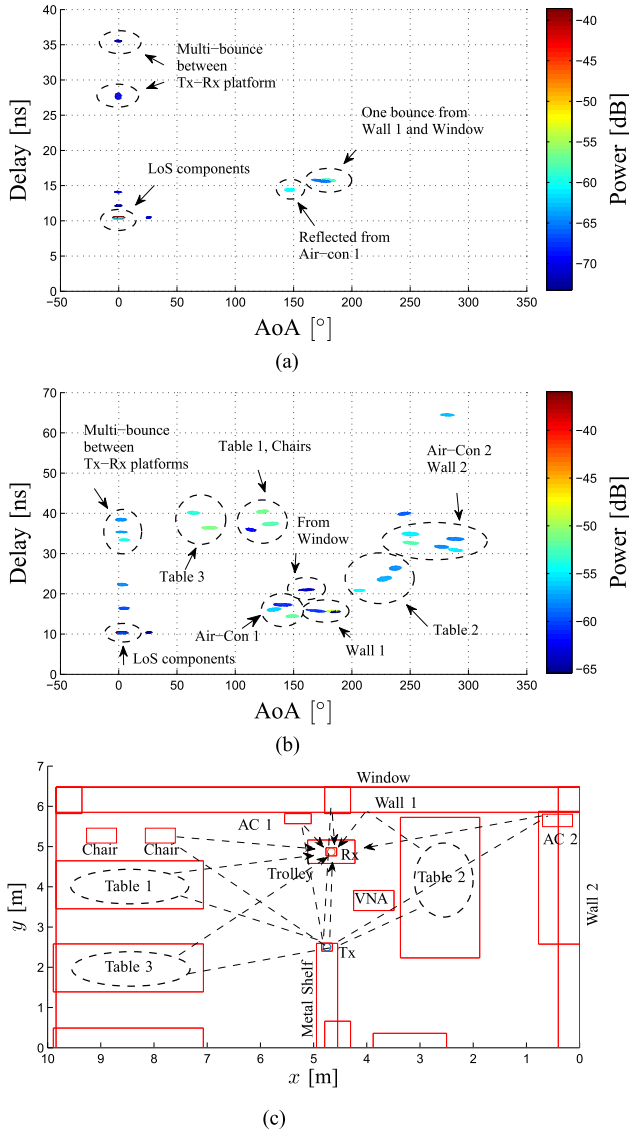 40
35
30
25
20
15
10
5
0
Delay [ns]
Multi−bounce
between
Tx−Rx platform
LoS components
One bounce from
Wall 1 and Window
Reflected from
Air−con 1
−50
0
50
100
150
200
250
300
350
AoA [°]
−40
−45
−50
−55
−60
−65
−70
Power [dB]
(a)
70
60
50
40
30
20
10
0
Delay [ns]
Multi−bounce
between
Tx−Rx platforms
Table 1, Chairs
Air−Con 2
Wall 2
From
Window
Table 3
Air−Con 1
Wall 1
Table 2
LoS components
−50
0
50
100
150
200
250
300
350
AoA [°]
−40
−45
−50
−55
−60
−65
Power [dB]
(b)
7
6
5
4
3
2
1
0
y [m]
Window
Wall 1
AC 1
AC 2
Chair
Chair
Rx
Trolley
Table 1
Table 2
VNA
Wall 2
Tx
Table 3
Metal Shelf
10
9
8
7
6
5
4
3
2
1
0
x [m]
(c)